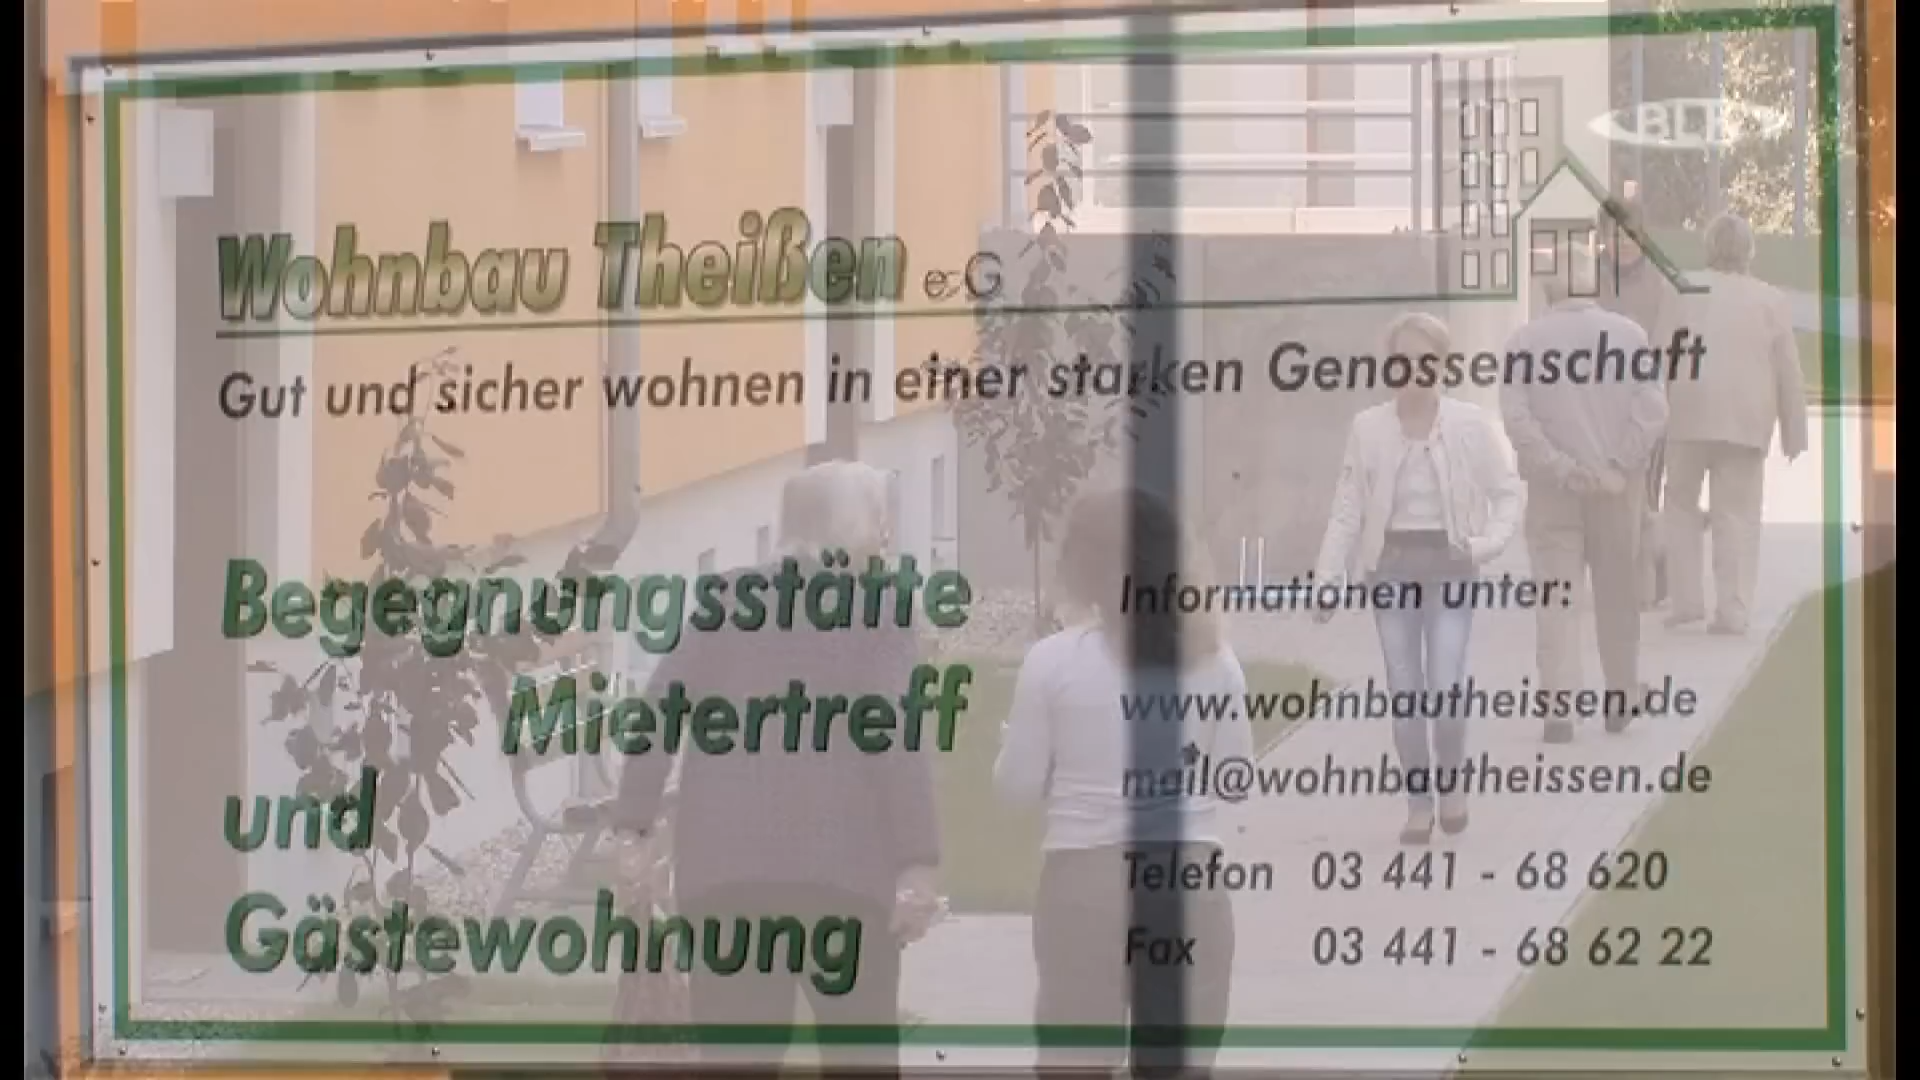 BLK
Wohnbau Theißen eG
Gut und sicher wohnen in einer starken Genossenschaft
Begegnungsstätte
Mietertreff
und
Gästewohnung
Informationen unter:
www.wohnbautheissen.de
mail@wohnbautheissen.de
Telefon 03 441 - 68 620
Fax 03 441 - 68 62 22